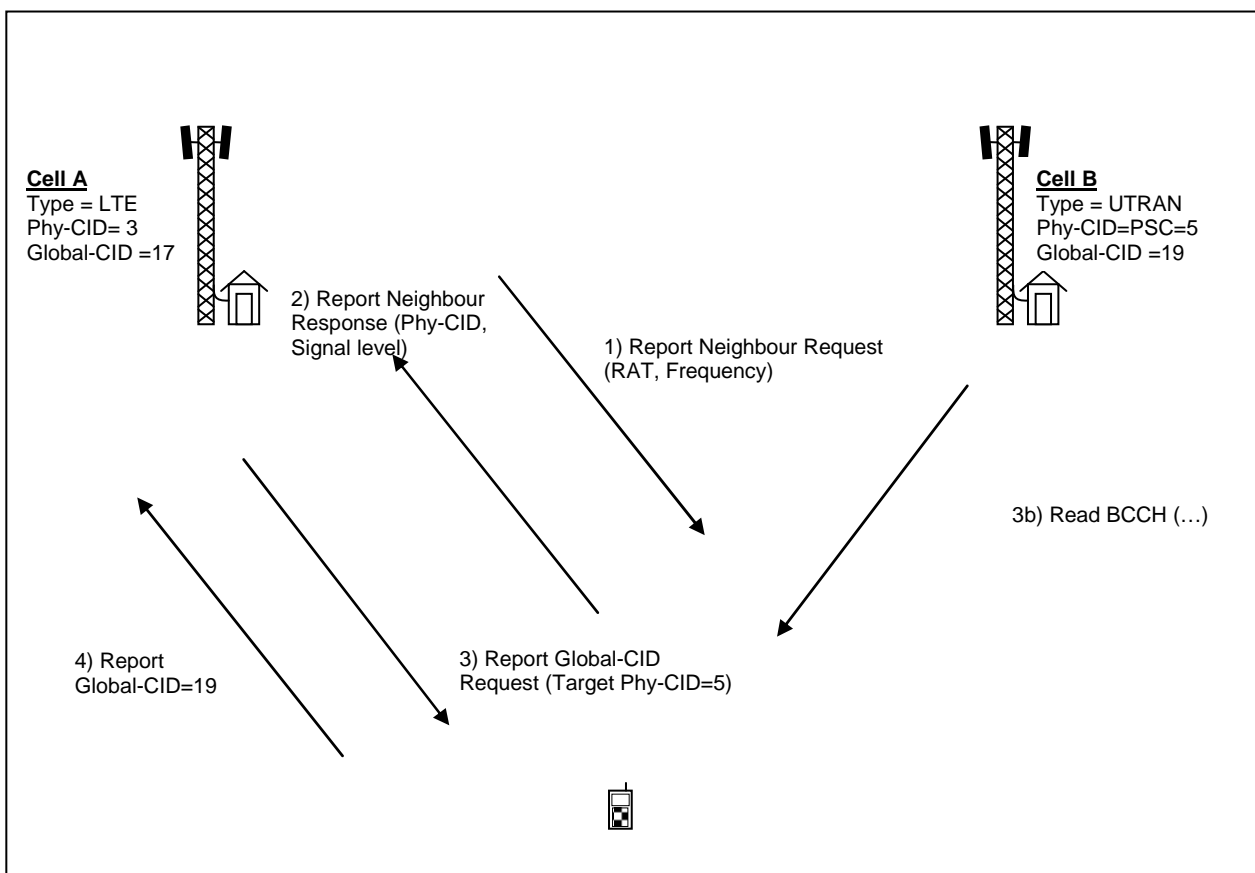 Cell A
Type = LTE
Phy-CID= 3
Global-CID =17
Cell B
Type = UTRAN
Phy-CID=PSC=5
Global-CID =19
2) Report Neighbour
Response (Phy-CID,
Signal level)
1) Report Neighbour Request
(RAT, Frequency)
3b) Read BCCH (…)
4) Report
Global-CID=19
3) Report Global-CID
Request (Target Phy-CID=5)